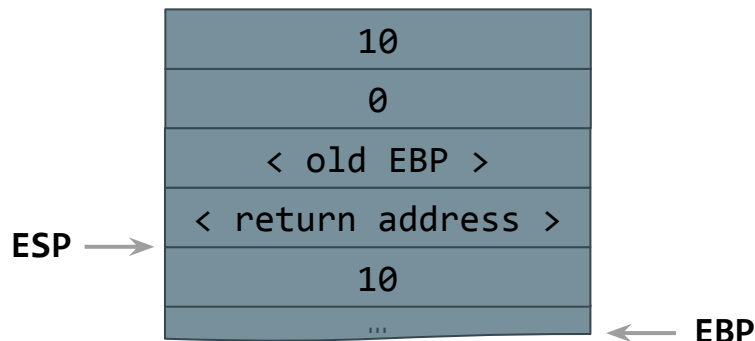 10
0
< old EBP >
< return address >
ESP
10
...
EBP